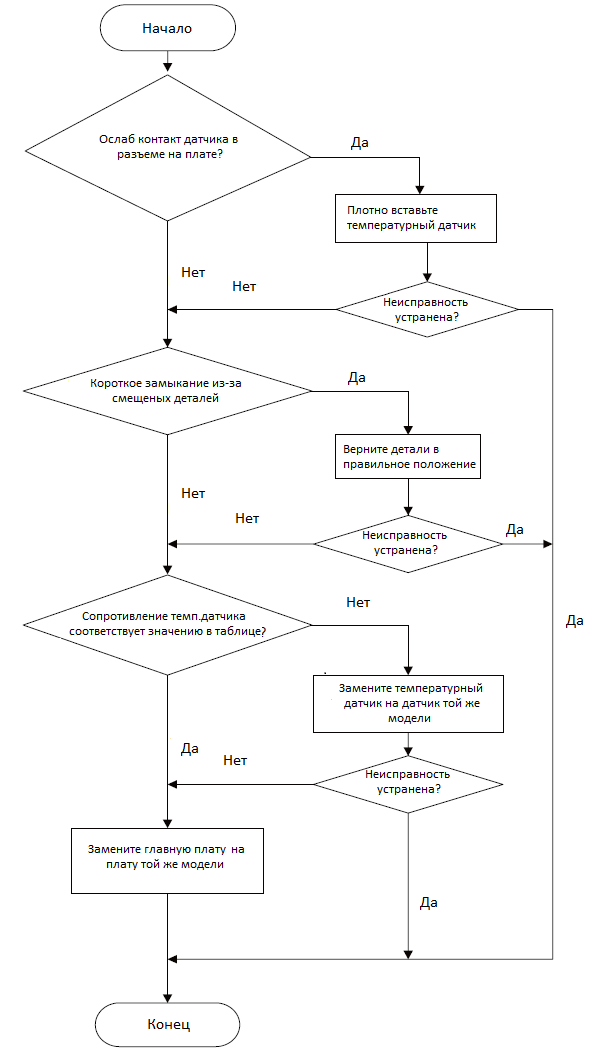 Начало
Ослаб контакт датчика в
разъеме на плате?
Да
Плотно вставьте
температурный датчик
Нет
Нет
Неисправность
устранена?
Короткое замыкание из-за
смещеных деталей
Да
Верните детали в
правильное положение
Нет
Нет
Неисправность
устранена?
Да
Сопротивление темп.датчика
соответствует значению в таблице?
Нет
Да
Замените температурный
датчик на датчик той же
модели
Да
Нет
Неисправность
устранена?
Замените главную плату на
плату той же модели
Да
Конец